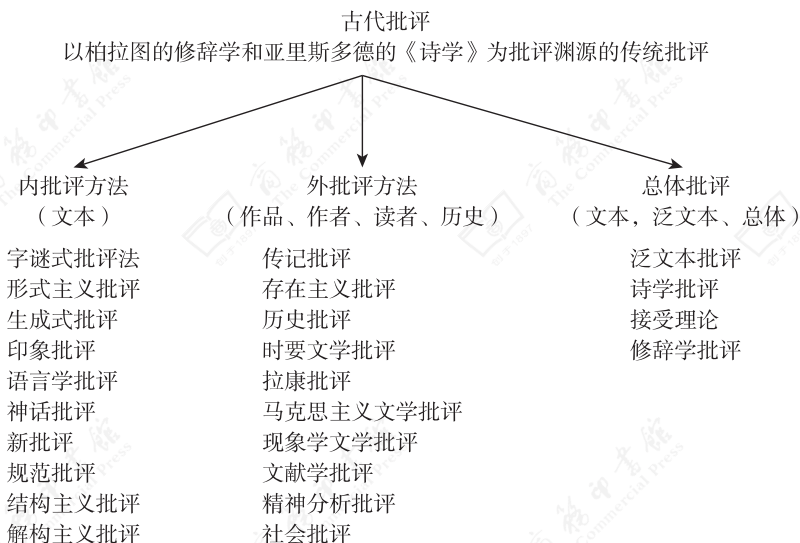 古代批评
以柏拉图的修辞学和亚里斯多德的《诗学》为批评渊源的传统批评
内批评方法 外批评方法 总体批评
（文本） （作品、作者、读者、历史） （文本，泛文本、总体）
字谜式批评法 传记批评 泛文本批评
形式主义批评 存在主义批评 诗学批评
生成式批评 历史批评 接受理论
印象批评 时要文学批评 修辞学批评
语言学批评 拉康批评
神话批评 马克思主义文学批评
新批评 现象学文学批评
规范批评 文献学批评
结构主义批评 精神分析批评
解构主义批评 社会批评